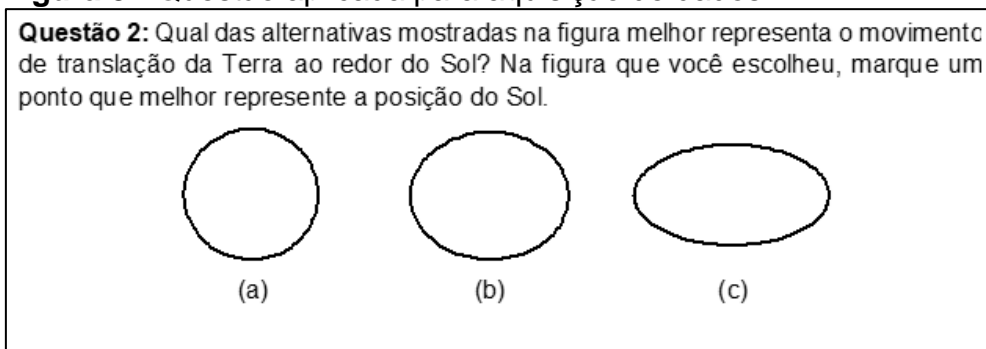 Questão 2: Qual das alternativas mostradas na figura melhor representa o movimento
de translação da Terra ao redor do Sol? Na figura que você escolheu, marque um
ponto que melhor represente a posição do Sol.
(a) (b) (c)